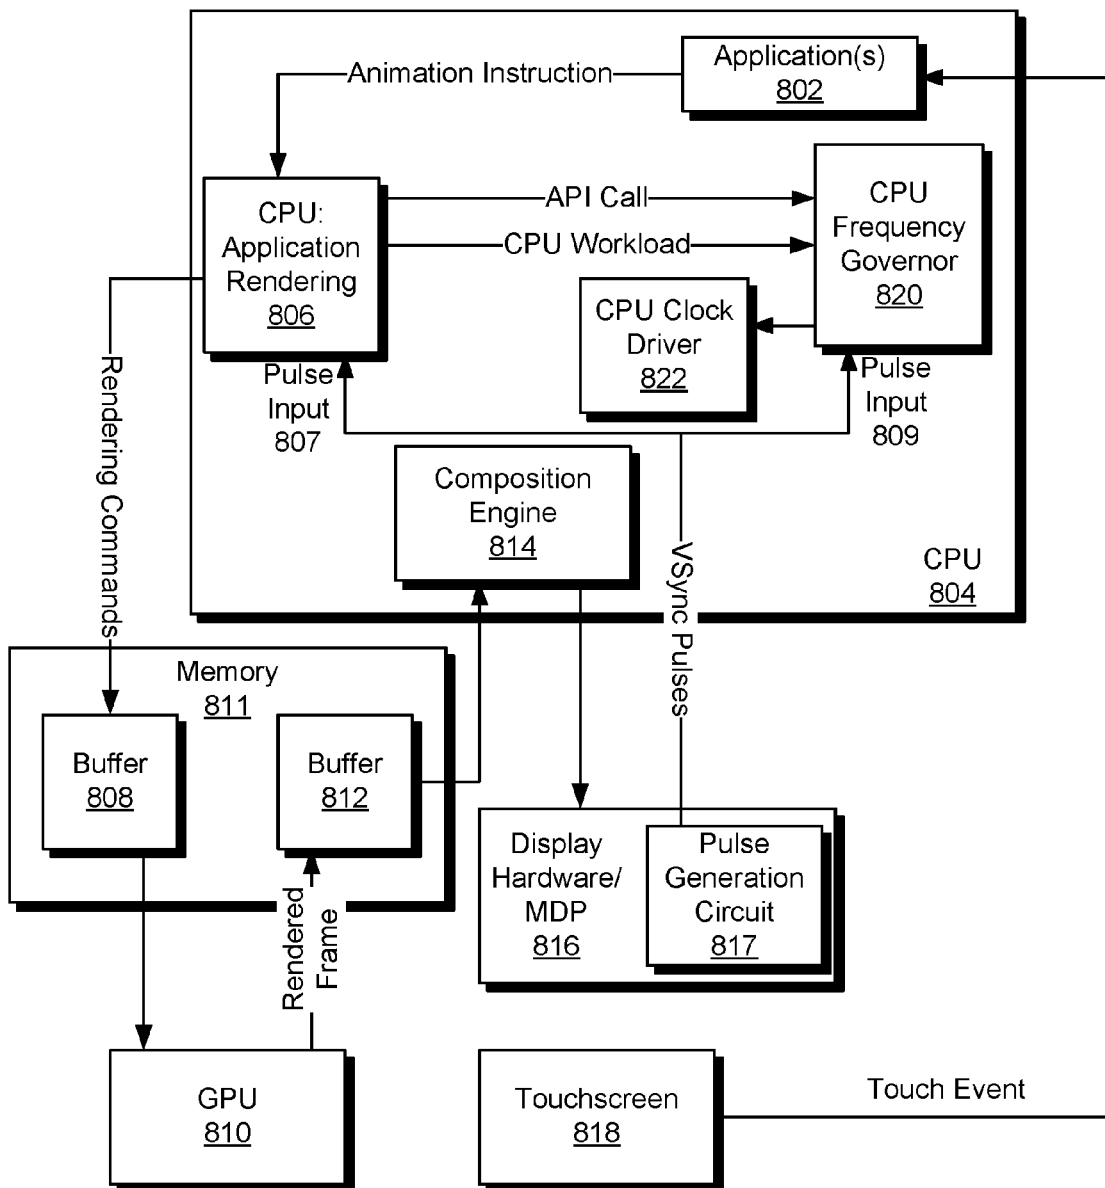 Application(s)
802
Animation Instruction
CPU:
Application
Rendering
806
API Call
CPU Workload
CPU
Frequency
Governor
820
CPU Clock
Driver
822
Pulse
Input
807
Pulse
Input
809
Rendering Commands
Composition
Engine
814
VSync Pulses
CPU
804
Memory
811
Buffer
808
Buffer
812
Rendered
Frame
Display
Hardware/
MDP
816
Pulse
Generation
Circuit
817
GPU
810
Touchscreen
818
Touch Event